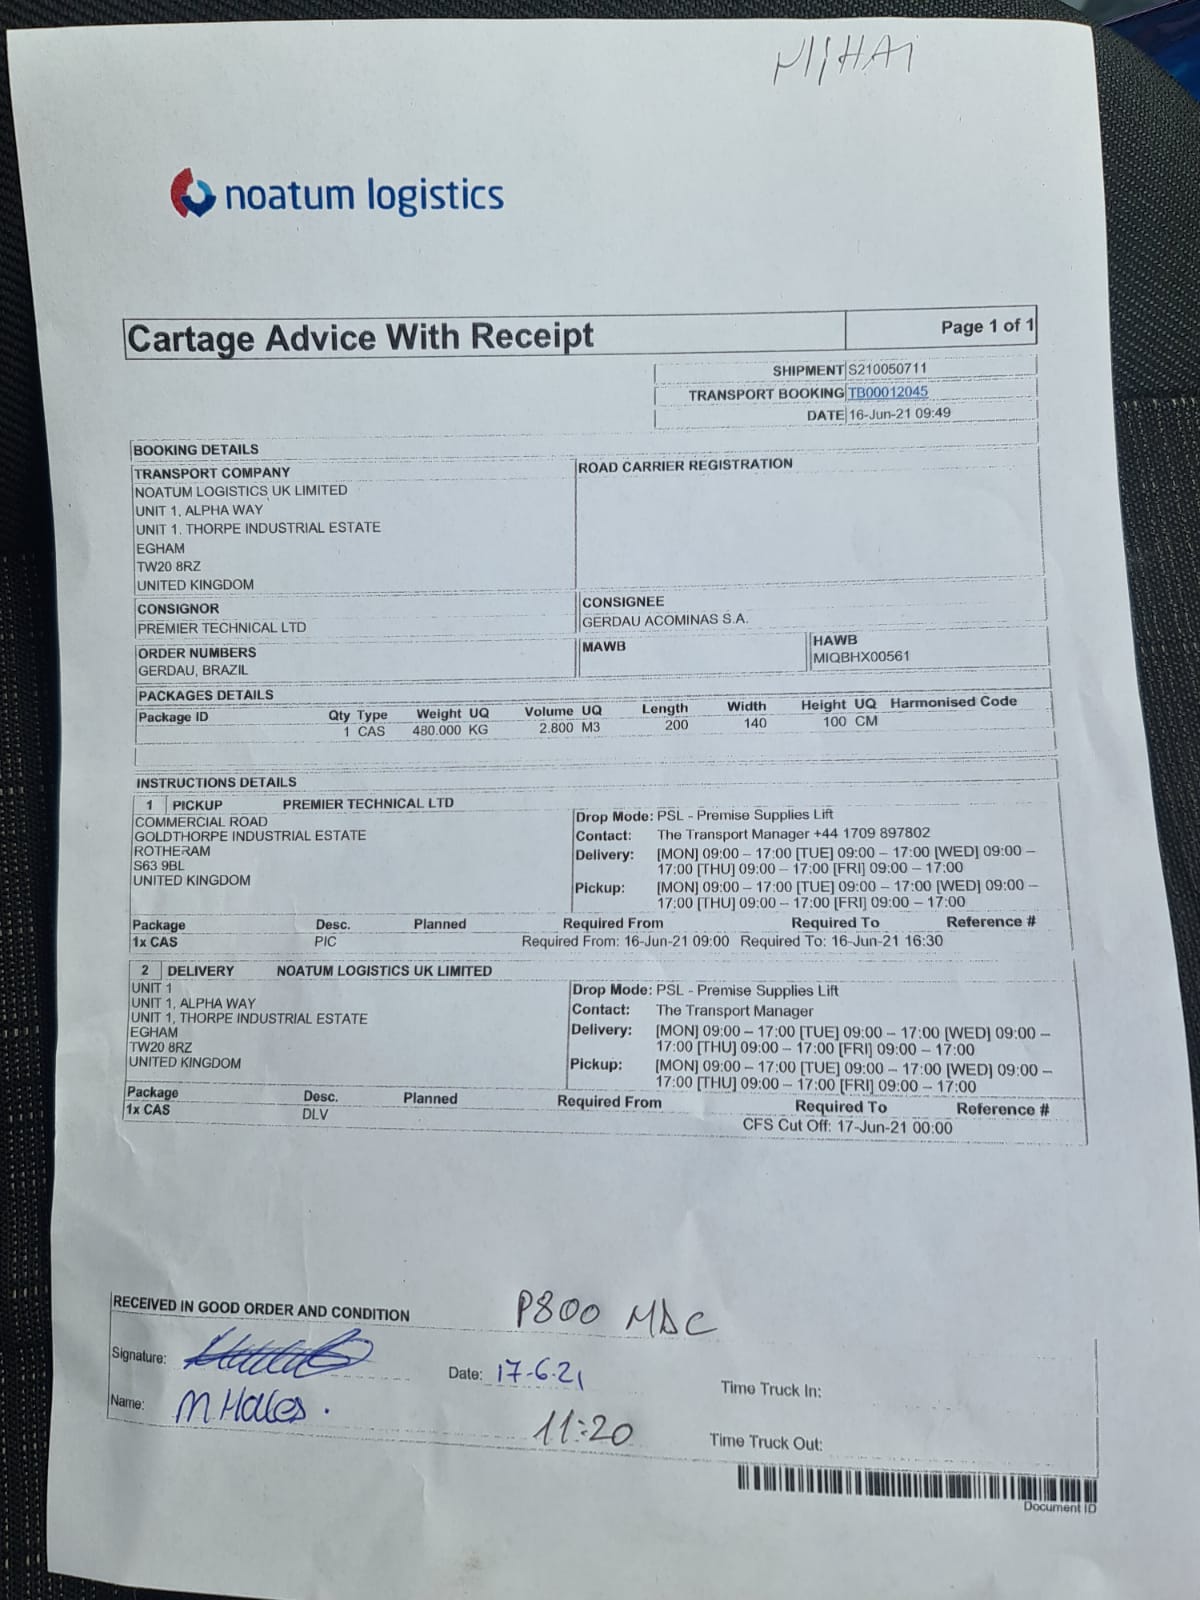 MIHAI
noatum logistics
Cartage Advice With Receipt
Page 1 of 1
SHIPMENT S210050711
TRANSPORT BOOKING TB00012045
DATE 16-Jun-21 09:49
BOOKING DETAILS
TRANSPORT COMPANY
NOATUM LOGISTICS UK LIMITED
UNIT 1, ALPHA WAY
UNIT 1. THORPE INDUSTRIAL ESTATE
EGHAM
TW20 8RZ
UNITED KINGDOM
ROAD CARRIER REGISTRATION
CONSIGNOR
PREMIER TECHNICAL LTD
CONSIGNEE
GERDAU ACOMINAS S.A.
ORDER NUMBERS
GERDAU, BRAZIL
MAWB
HAWB
MIQBHX00561
PACKAGES DETAILS
Package ID Qty Type Weight UQ Volume UQ Length Width Height UQ Harmonised Code
1 CAS 480.000 KG 2.800 M3 200 140 100 CM
INSTRUCTIONS DETAILS
1 PICKUP PREMIER TECHNICAL LTD
COMMERCIAL ROAD
GOLDTHORPE INDUSTRIAL ESTATE
ROTHERAM
S63 9BL
UNITED KINGDOM
Drop Mode: PSL - Premise Supplies Lift
Contact: The Transport Manager +44 1709 897802
Delivery: [MON] 09:00 – 17:00 [TUE] 09:00 – 17:00 [WED] 09:00 –
17:00 [THU] 09:00 - 17:00 [FRI] 09:00 – 17:00
Pickup: [MON] 09:00 – 17:00 [TUE] 09:00 – 17:00 [WED] 09:00 –
17:00 [THU] 09:00 - 17:00 [FRI] 09:00 - 17:00
Package Desc. Planned Required From Required To Reference #
1x CAS PIC Required From: 16-Jun-21 09:00 Required To: 16-Jun-21 16:30
2 DELIVERY NOATUM LOGISTICS UK LIMITED
UNIT 1
UNIT 1, ALPHA WAY
UNIT 1, THORPE INDUSTRIAL ESTATE
EGHAM
TW20 8RZ
UNITED KINGDOM
Drop Mode: PSL - Premise Supplies Lift
Contact: The Transport Manager
Delivery: [MON] 09:00 – 17:00 [TUE] 09:00 – 17:00 [WED] 09:00 –
17:00 [THU] 09:00 – 17:00 [FRI] 09:00 – 17:00
Pickup: [MON] 09:00 – 17:00 [TUE] 09:00 – 17:00 [WED] 09:00 –
17:00 [THU] 09:00 – 17:00 [FRI] 09:00 – 17:00
Package Desc. Planned Required From Required To Reference #
1x CAS DLV CFS Cut Off: 17-Jun-21 00:00
RECEIVED IN GOOD ORDER AND CONDITION
P800 MDC
Signature:
Date: 17-6-21
Time Truck In:
Name: M.Hales.
11:20
Time Truck Out:
Document ID